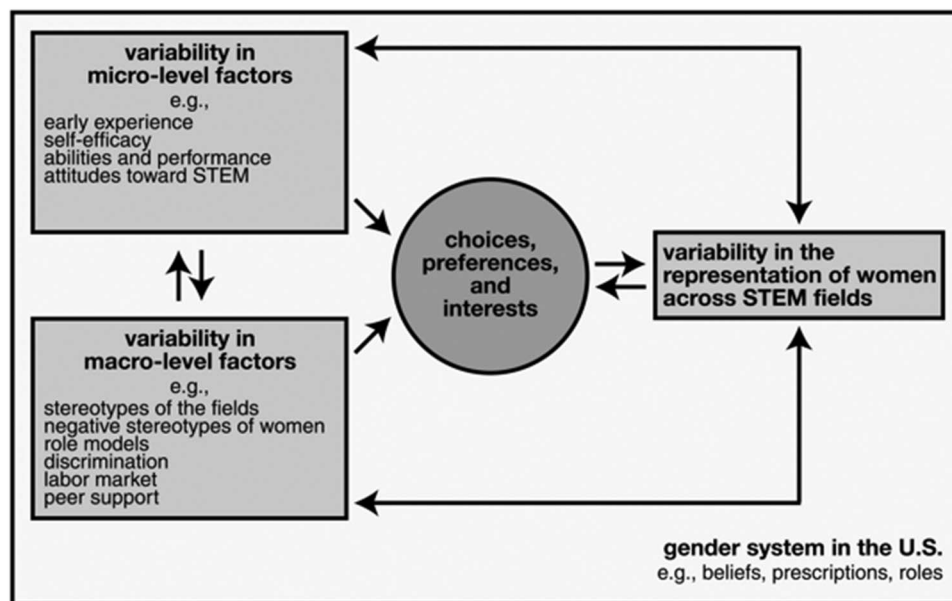 variability in
micro-level factors
e.g.,
early experience
self-efficacy
abilities and performance
attitudes toward STEM
choices,
preferences,
and
interests
variability in the
representation of women
across STEM fields
variability in
macro-level factors
e.g.,
stereotypes of the fields
negative stereotypes of women
role models
discrimination
labor market
peer support
gender system in the U.S.
e.g., beliefs, prescriptions, roles